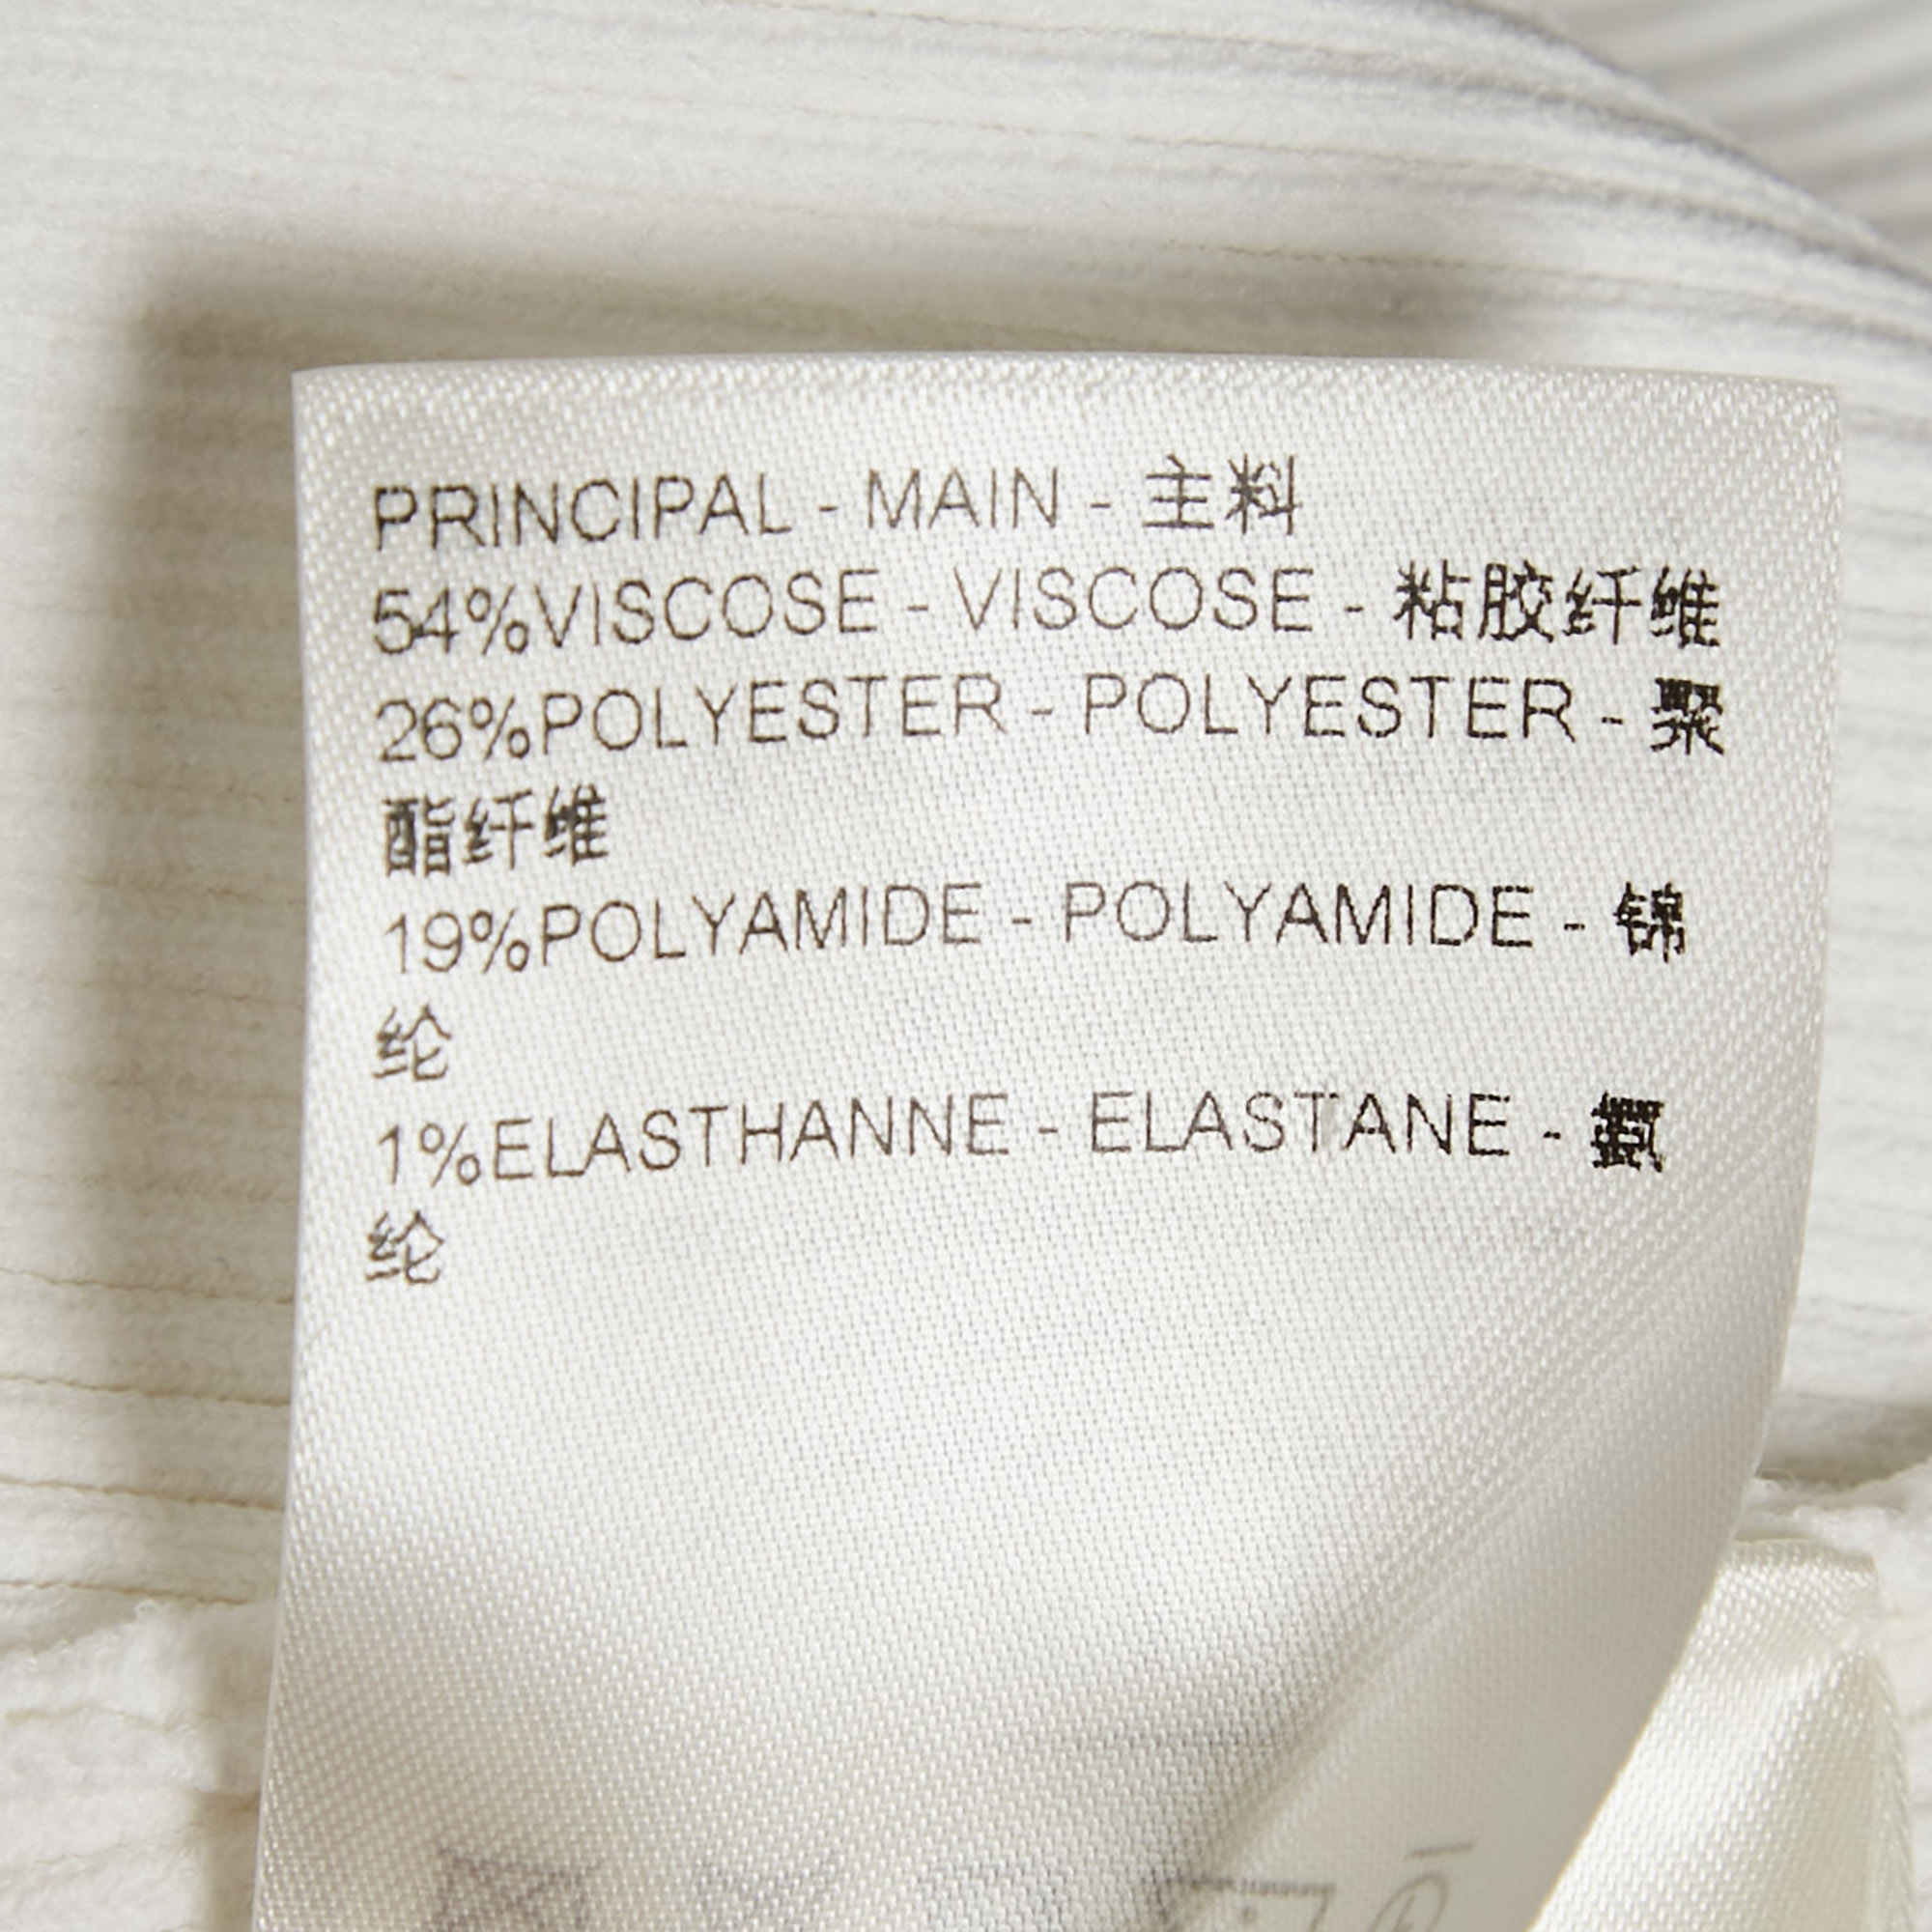 PRINCIPAL - MAIN - 主料
54%VISCOSE - VISCOSE - 粘胶纤维
26%POLYESTER - POLYESTER - 聚
酯纤维
19%POLYAMIDE - POLYAMIDE - 锦
纶
1%ELASTHANNE - ELASTANE - 氨
纶